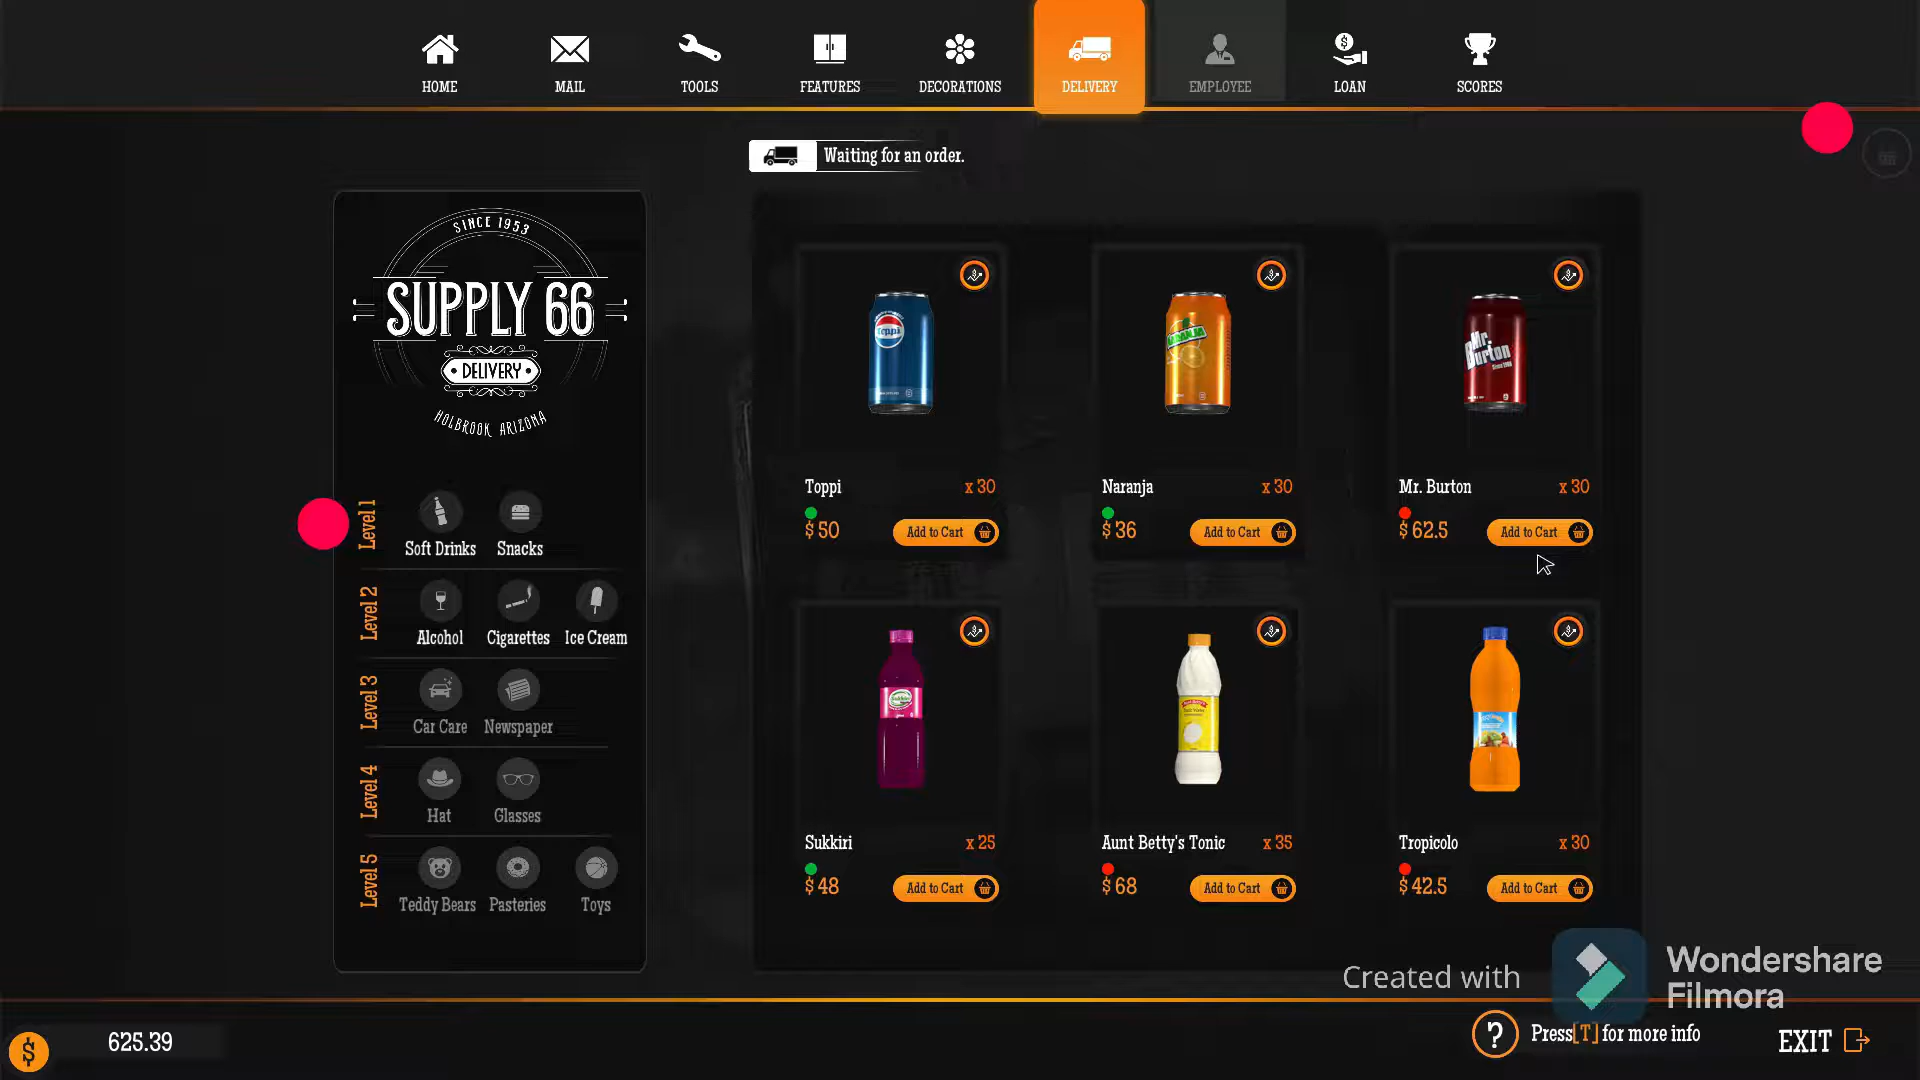 HOME
MAIL
TOOLS
FEATURES
DECORATIONS
DELIVERY
EMPLOYEE
LOAN
SCORES
Waiting for an order.
SINCE 1953
SUPPLY 66
• DELIVERY •
HOLBROOK, ARIZONA
Level 1
Soft Drinks
Snacks
Level 2
Alcohol
Cigarettes
Ice Cream
Level 3
Car Care
Newspaper
Level 4
Hat
Glasses
Level 5
Teddy Bears
Pasteries
Toys
Toppi
Toppi x 30
$ 50 Add to Cart
NARANJA
Naranja x 30
$ 36 Add to Cart
Mr. Burton
Mr. Burton x 30
$ 62.5 Add to Cart
Sukkiri
Sukkiri x 25
$ 48 Add to Cart
Aunt Betty's Tonic x 35
$ 68 Add to Cart
Tropicolo x 30
$ 42.5 Add to Cart
Created with
Wondershare
Filmora
$ 625.39
? Press[T] for more info
EXIT